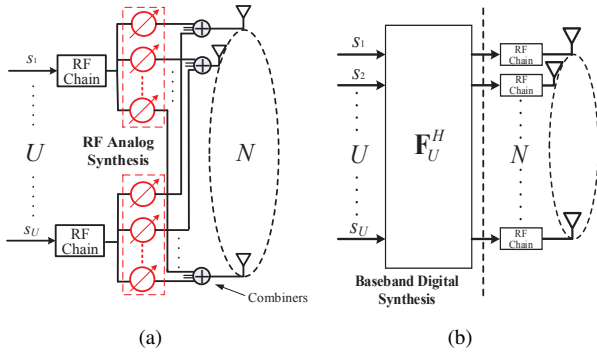 s1
RF
Chain
RF Analog
Synthesis
U
N
sU
RF
Chain
Combiners
(a)
s1
s2
U
sU
F_U^H
Baseband Digital
Synthesis
RF
Chain
RF
Chain
N
RF
Chain
(b)